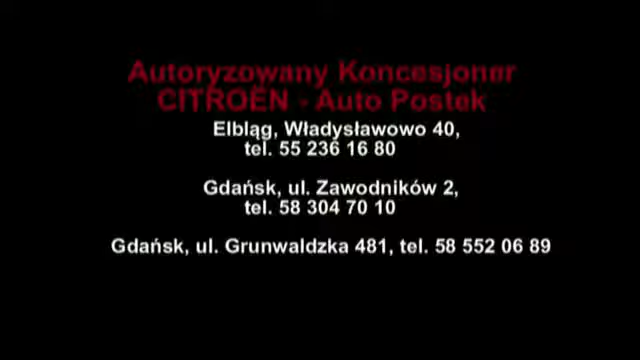 Autoryzowany Koncesjoner
CITROËN - Auto Postek
Elbląg, Władysławowo 40,
tel. 55 236 16 80
Gdańsk, ul. Zawodników 2,
tel. 58 304 70 10
Gdańsk, ul. Grunwaldzka 481, tel. 58 552 06 89